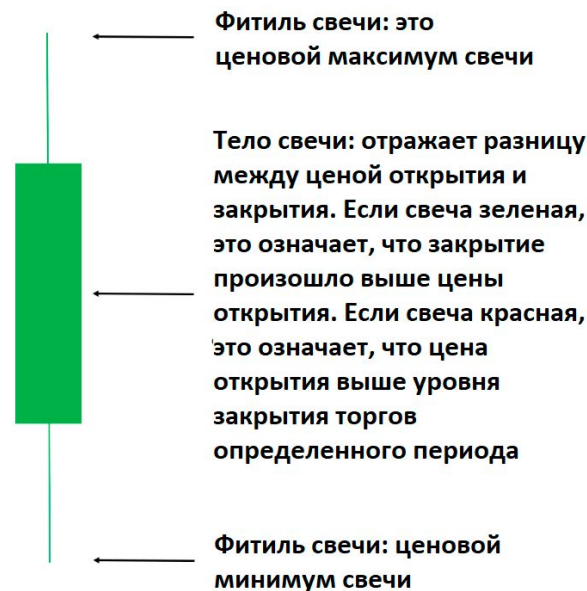 Фитиль свечи: это
ценовой максимум свечи
Тело свечи: отражает разницу
между ценой открытия и
закрытия. Если свеча зеленая,
это означает, что закрытие
произошло выше цены
открытия. Если свеча красная,
это означает, что цена
открытия выше уровня
закрытия торгов
определенного периода
Фитиль свечи: ценовой
минимум свечи